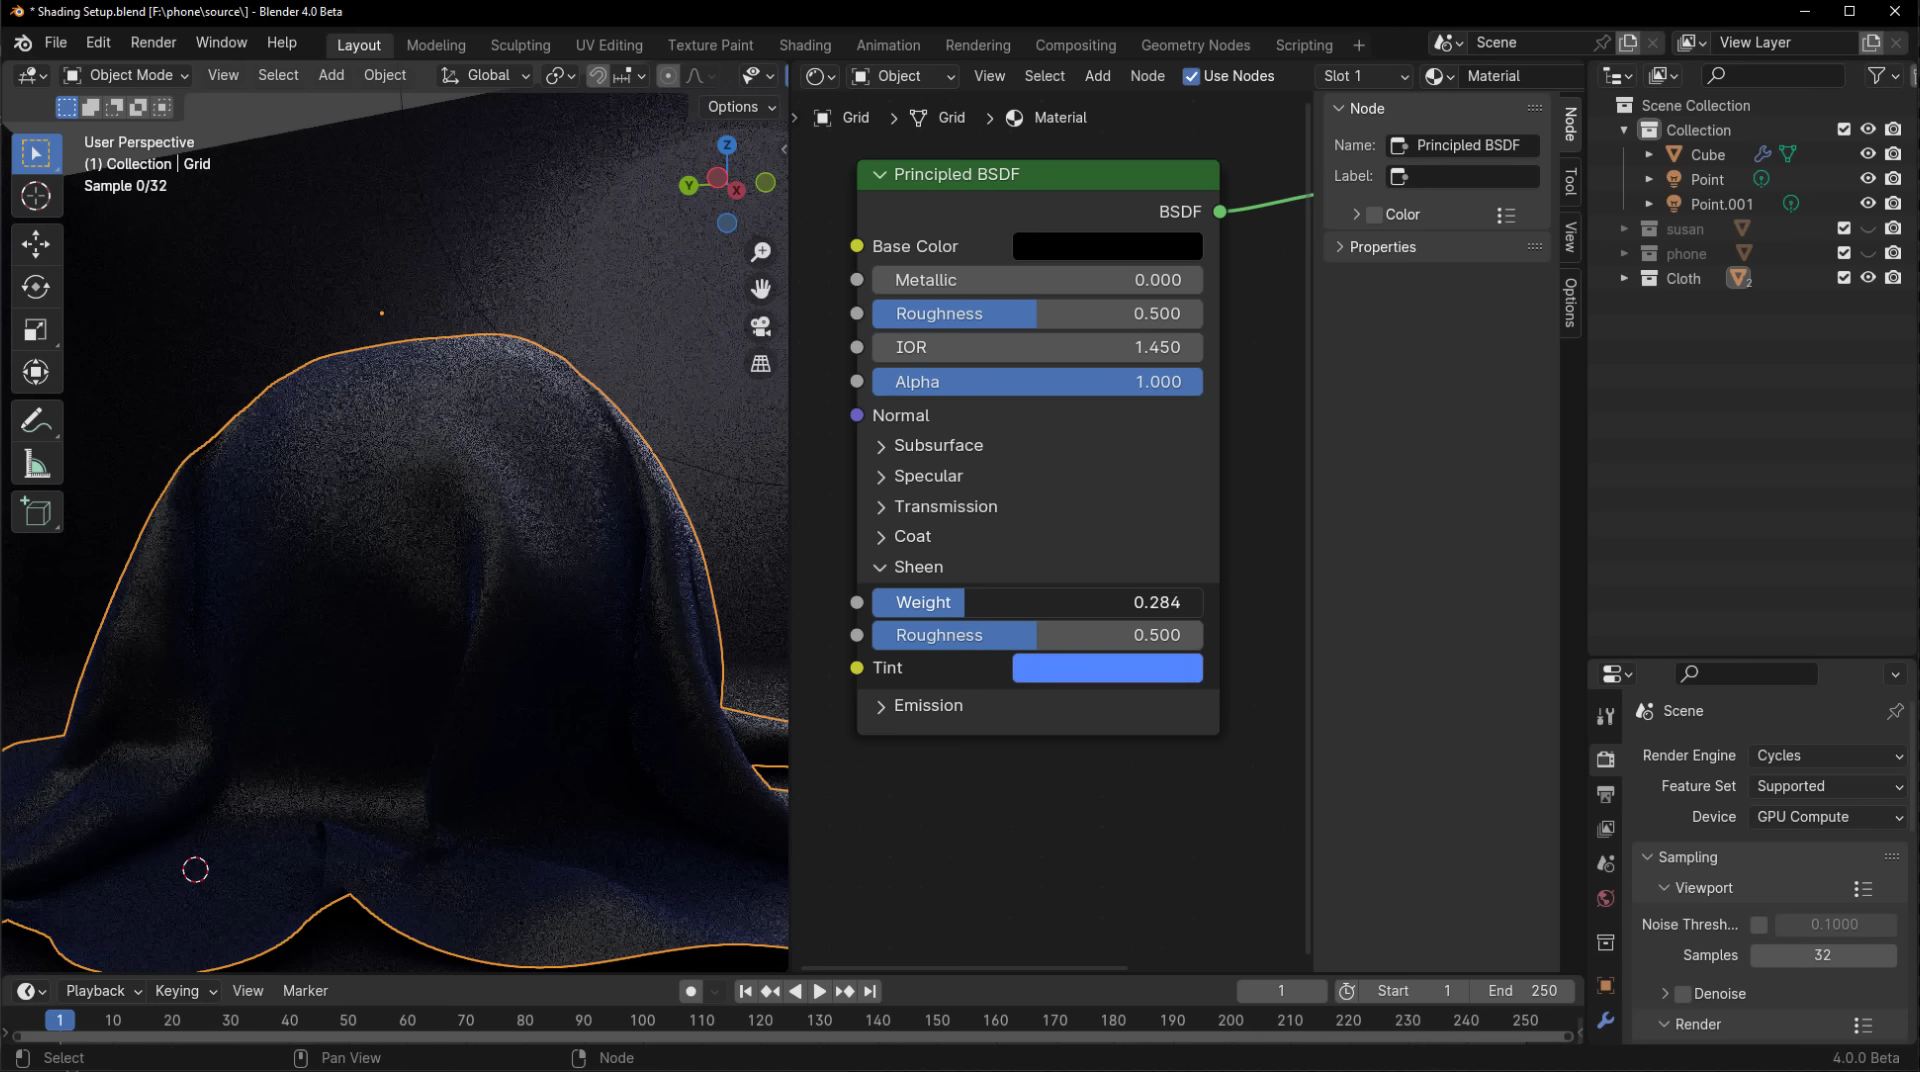 * Shading Setup.blend [F:\phone\source\] - Blender 4.0 Beta
File Edit Render Window Help Layout Modeling Sculpting UV Editing Texture Paint Shading Animation Rendering Compositing Geometry Nodes Scripting + Scene View Layer
Object Mode View Select Add Object Global Object View Select Add Node Use Nodes Slot 1 Material
Options
User Perspective
(1) Collection | Grid
Sample 0/32
Z
Y
X
Grid > Grid > Material
Principled BSDF
BSDF
Base Color
Metallic 0.000
Roughness 0.500
IOR 1.450
Alpha 1.000
Normal
Subsurface
Specular
Transmission
Coat
Sheen
Weight 0.284
Roughness 0.500
Tint
Emission
Node
Name: Principled BSDF
Label:
Color
Properties
Node
Tool
View
Options
Scene Collection
Collection
Cube
Point
Point.001
susan
phone
Cloth 2
Scene
Render Engine Cycles
Feature Set Supported
Device GPU Compute
Sampling
Viewport
Noise Thresh... 0.1000
Samples 32
Denoise
Render
Playback Keying View Marker 1 Start 1 End 250
1 10 20 30 40 50 60 70 80 90 100 110 120 130 140 150 160 170 180 190 200 210 220 230 240 250
Select Pan View Node 4.0.0 Beta